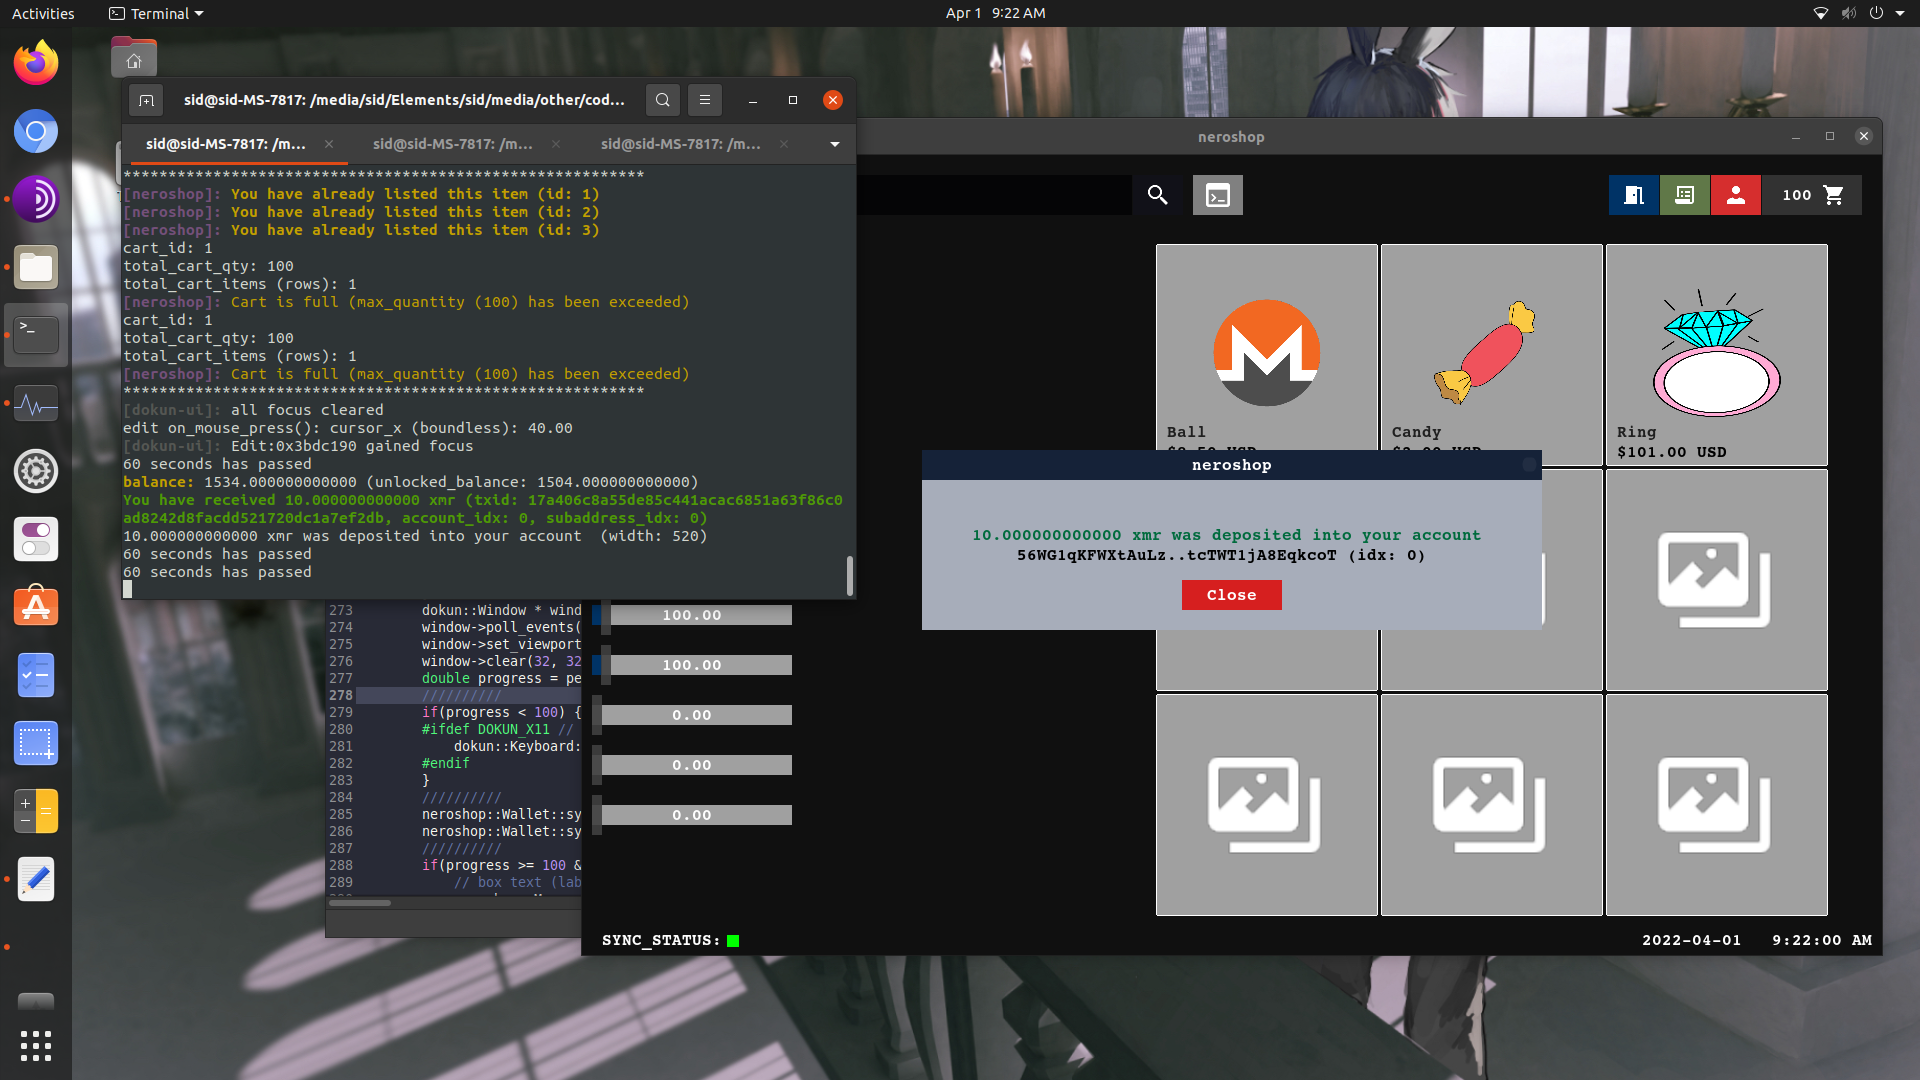 Activities
Terminal
Apr 1 9:22 AM
sid@sid-MS-7817: /media/sid/Elements/sid/media/other/cod...
sid@sid-MS-7817: /m...
sid@sid-MS-7817: /m...
sid@sid-MS-7817: /m...
**********************************************************
[neroshop]: You have already listed this item (id: 1)
[neroshop]: You have already listed this item (id: 2)
[neroshop]: You have already listed this item (id: 3)
cart_id: 1
total_cart_qty: 100
total_cart_items (rows): 1
[neroshop]: Cart is full (max_quantity (100) has been exceeded)
cart_id: 1
total_cart_qty: 100
total_cart_items (rows): 1
[neroshop]: Cart is full (max_quantity (100) has been exceeded)
**********************************************************
[dokun-ui]: all focus cleared
edit on_mouse_press(): cursor_x (boundless): 40.00
[dokun-ui]: Edit:0x3bdc190 gained focus
60 seconds has passed
balance: 1534.000000000000 (unlocked_balance: 1504.000000000000)
You have received 10.000000000000 xmr (txid: 17a406c8a55de85c441acac6851a63f86c0
ad8242d8facdd521720dc1a7ef2db, account_idx: 0, subaddress_idx: 0)
10.000000000000 xmr was deposited into your account  (width: 520)
60 seconds has passed
60 seconds has passed
273 dokun::Window * wind
274 window->poll_events(
275 window->set_viewport
276 window->clear(32, 32
277 double progress = pe
278 //////////
279 if(progress < 100) {
280 #ifdef DOKUN_X11 //
281 dokun::Keyboard:
282 #endif
283 }
284 //////////
285 neroshop::Wallet::sy
286 neroshop::Wallet::sy
287 //////////
288 if(progress >= 100 &
289 // box text (lab
neroshop
100
Ball
Candy
Ring
$101.00 USD
neroshop
10.000000000000 xmr was deposited into your account
56WG1qKFWXtAuLz..tcTWT1jA8EqkcoT (idx: 0)
Close
100.00
100.00
0.00
0.00
0.00
SYNC_STATUS:
2022-04-01 9:22:00 AM